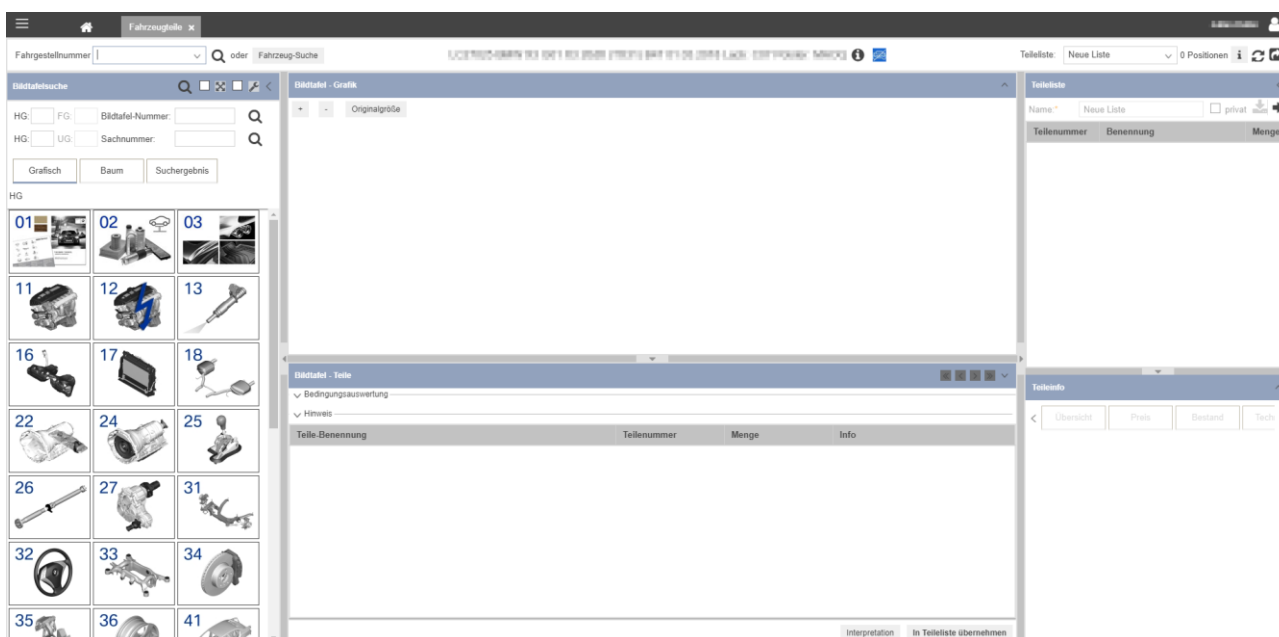 Fahrzeugteile x
Fahrgestellnummer oder Fahrzeug-Suche
Teileliste: Neue Liste 0 Positionen i
Bildtafelsuche
HG: FG: Bildtafel-Nummer:
HG: UG: Sachnummer:
Grafisch Baum Suchergebnis
HG
01 02 03
11 12 13
16 17 18
22 24 25
26 27 31
32 33 34
35 36 41
Bildtafel - Grafik
+ - Originalgröße
Bildtafel - Teile
Bedingungsauswertung
Hinweis
Teile-Benennung Teilenummer Menge Info
Interpretation In Teileliste übernehmen
Teileliste
Name:* Neue Liste privat
Teilenummer Benennung Menge
Teileinfo
Übersicht Preis Bestand Tech